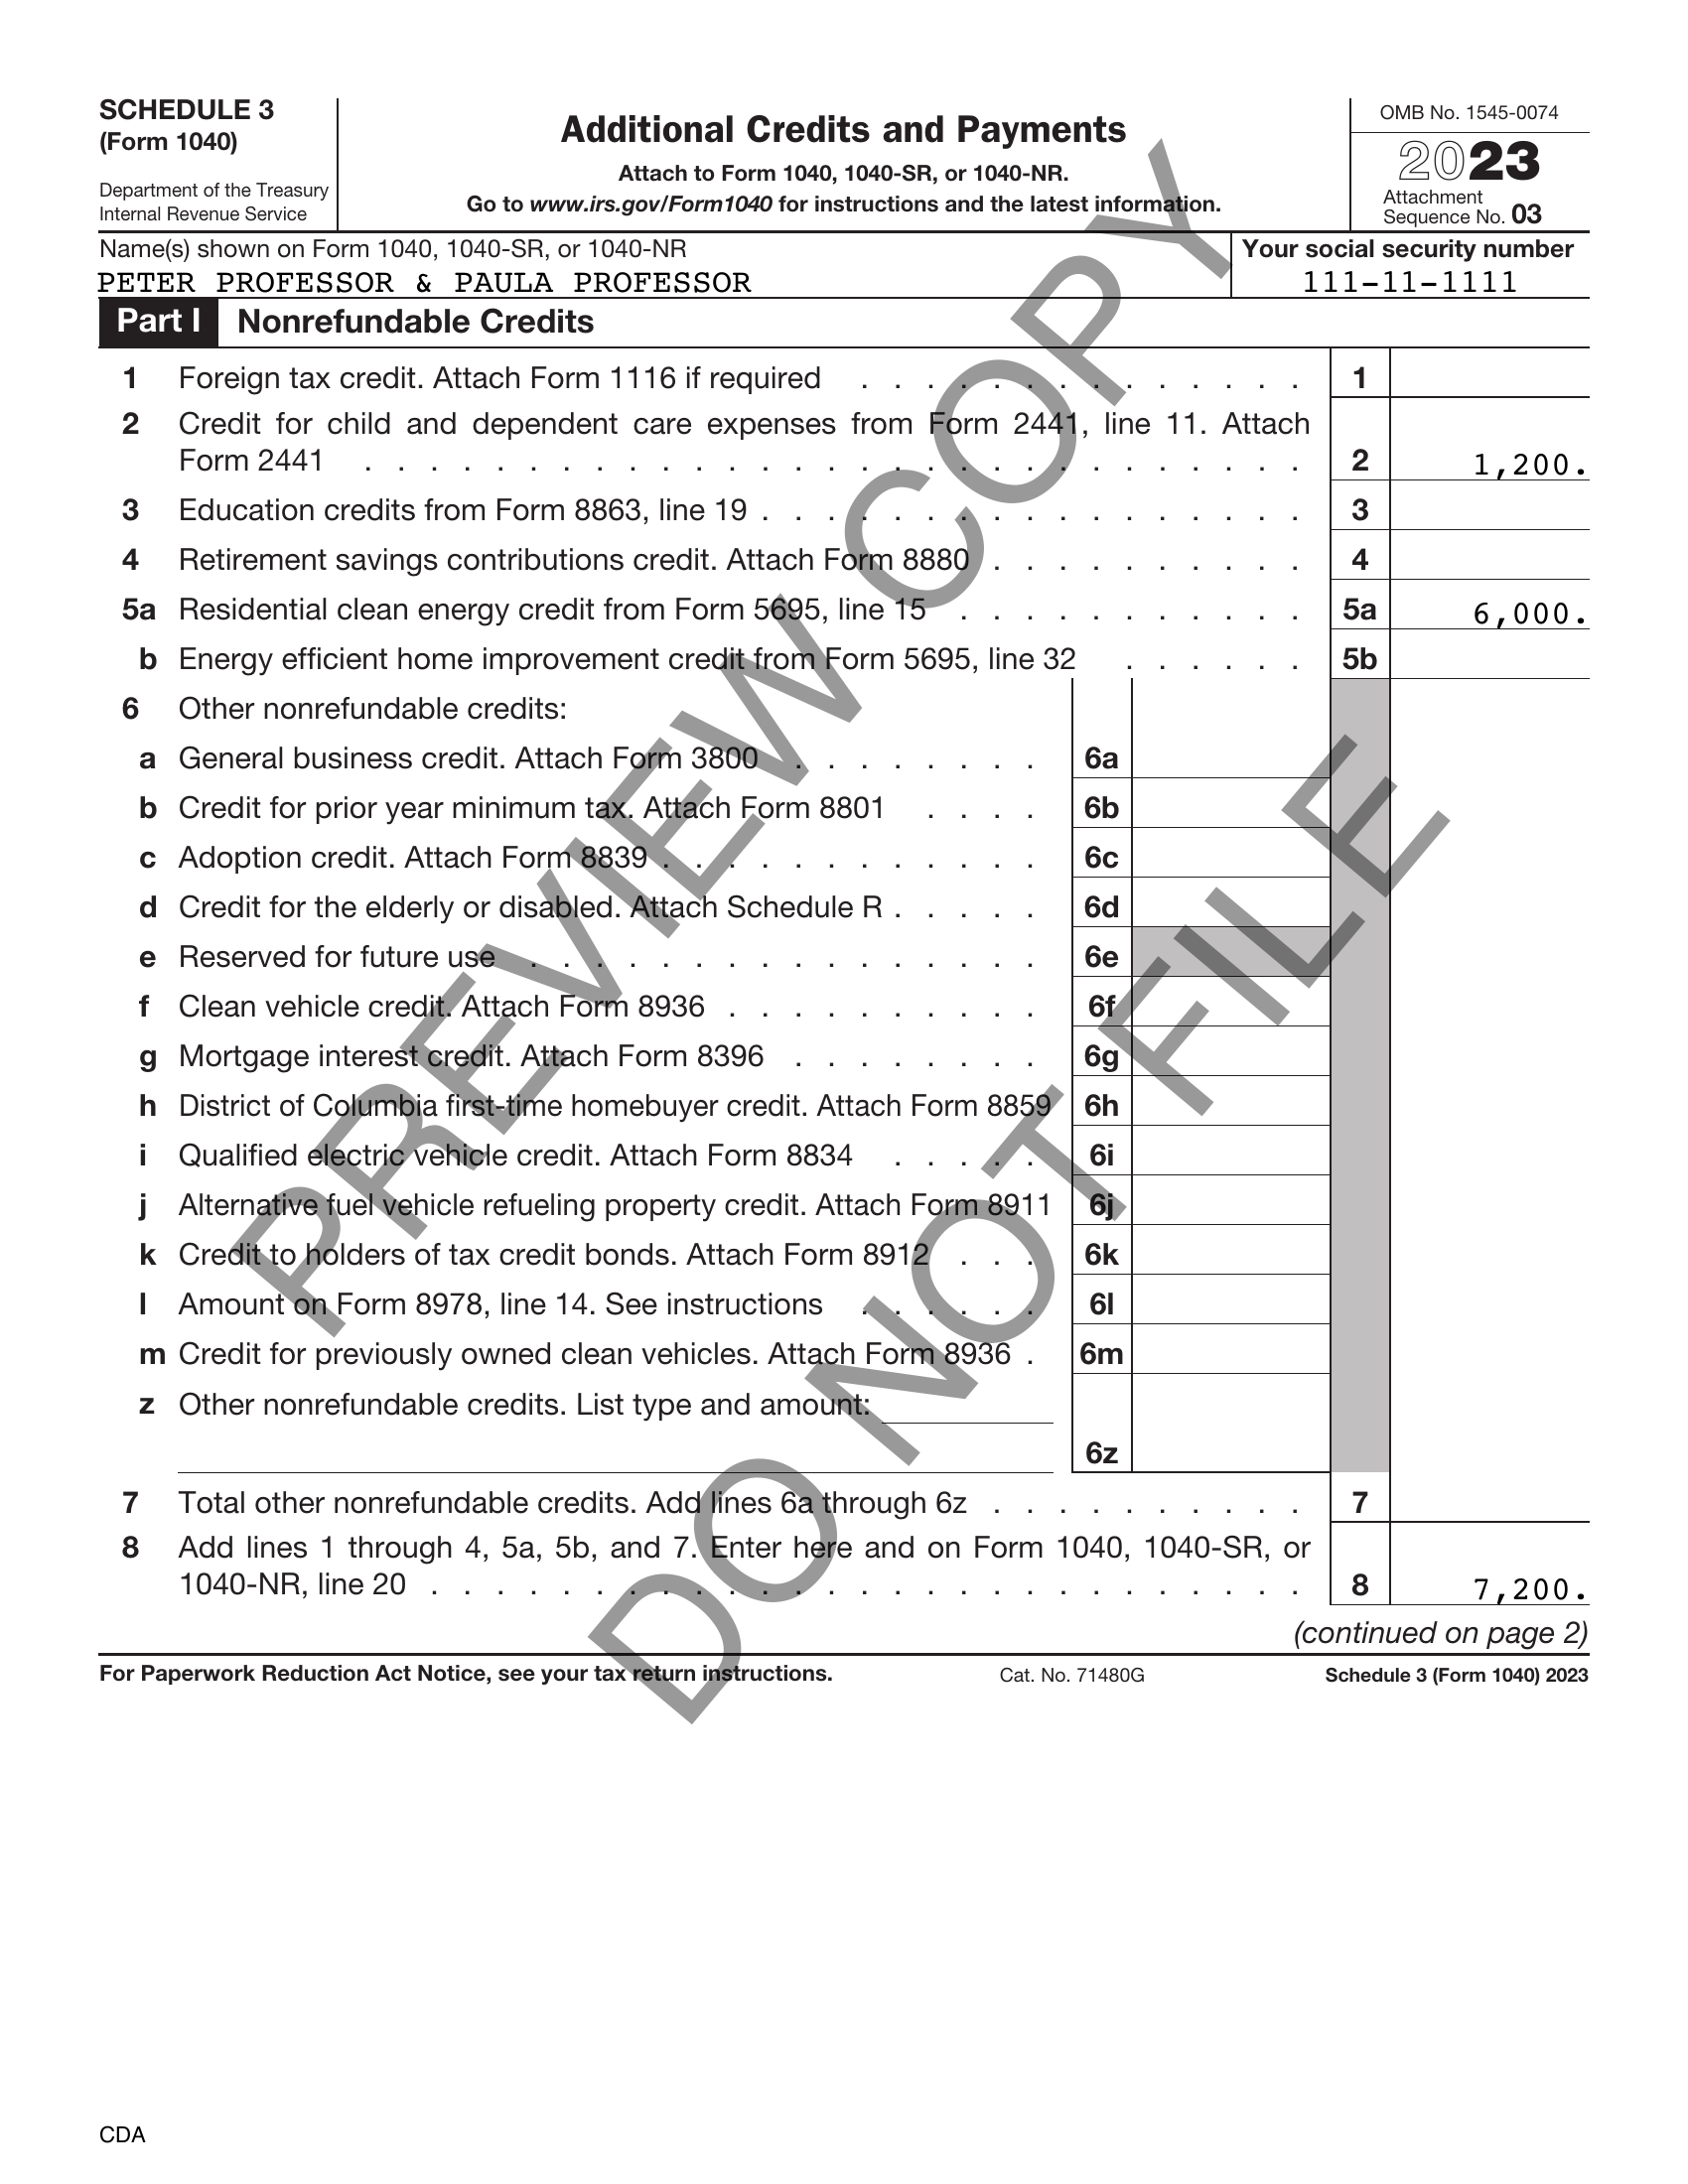 SCHEDULE 3
(Form 1040)
Department of the Treasury
Internal Revenue Service
Additional Credits and Payments
Attach to Form 1040, 1040-SR, or 1040-NR.
Go to www.irs.gov/Form1040 for instructions and the latest information.
OMB No. 1545-0074
2023
Attachment
Sequence No. 03
Name(s) shown on Form 1040, 1040-SR, or 1040-NR
PETER PROFESSOR & PAULA PROFESSOR
Your social security number
111-11-1111
Part I Nonrefundable Credits
1 Foreign tax credit. Attach Form 1116 if required . . . . . . . . . . . . . . 1
2 Credit for child and dependent care expenses from Form 2441, line 11. Attach
Form 2441 . . . . . . . . . . . . . . . . . . . . . . . . . . . . . 2 1,200.
3 Education credits from Form 8863, line 19 . . . . . . . . . . . . . . . . . 3
4 Retirement savings contributions credit. Attach Form 8880 . . . . . . . . . . 4
5a Residential clean energy credit from Form 5695, line 15 . . . . . . . . . . . 5a 6,000.
b Energy efficient home improvement credit from Form 5695, line 32 . . . . . . 5b
6 Other nonrefundable credits:
a General business credit. Attach Form 3800 . . . . . . . . 6a
b Credit for prior year minimum tax. Attach Form 8801 . . . . 6b
c Adoption credit. Attach Form 8839 . . . . . . . . . . . . 6c
d Credit for the elderly or disabled. Attach Schedule R . . . . . 6d
e Reserved for future use . . . . . . . . . . . . . . . . 6e
f Clean vehicle credit. Attach Form 8936 . . . . . . . . . . 6f
g Mortgage interest credit. Attach Form 8396 . . . . . . . . 6g
h District of Columbia first-time homebuyer credit. Attach Form 8859 6h
i Qualified electric vehicle credit. Attach Form 8834 . . . . . 6i
j Alternative fuel vehicle refueling property credit. Attach Form 8911 6j
k Credit to holders of tax credit bonds. Attach Form 8912 . . . 6k
l Amount on Form 8978, line 14. See instructions . . . . . . 6l
m Credit for previously owned clean vehicles. Attach Form 8936 . 6m
z Other nonrefundable credits. List type and amount:
6z
7 Total other nonrefundable credits. Add lines 6a through 6z . . . . . . . . . . 7
8 Add lines 1 through 4, 5a, 5b, and 7. Enter here and on Form 1040, 1040-SR, or
1040-NR, line 20 . . . . . . . . . . . . . . . . . . . . . . . . . . . 8 7,200.
(continued on page 2)
For Paperwork Reduction Act Notice, see your tax return instructions. Cat. No. 71480G Schedule 3 (Form 1040) 2023
PREVIEW COPY
DO NOT FILE
CDA